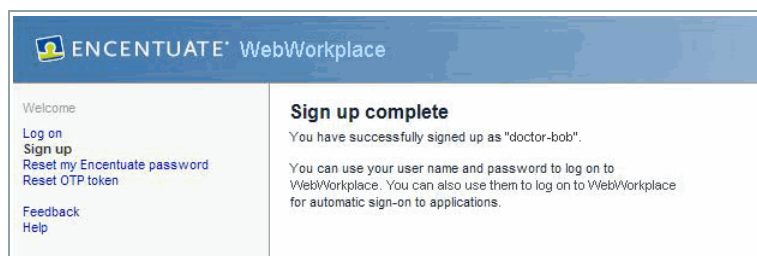 ENCENTUATE® WebWorkplace
Welcome
Log on
Sign up
Reset my Encentuate password
Reset OTP token
Feedback
Help
Sign up complete
You have successfully signed up as "doctor-bob".
You can use your user name and password to log on to
WebWorkplace. You can also use them to log on to WebWorkplace
for automatic sign-on to applications.